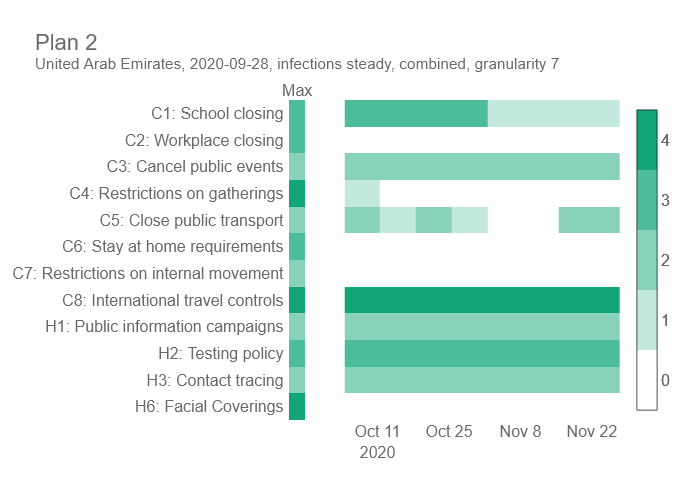 Plan 2
United Arab Emirates, 2020-09-28, infections steady, combined, granularity 7
Max
C1: School closing
C2: Workplace closing
C3: Cancel public events
C4: Restrictions on gatherings
C5: Close public transport
C6: Stay at home requirements
C7: Restrictions on internal movement
C8: International travel controls
H1: Public information campaigns
H2: Testing policy
H3: Contact tracing
H6: Facial Coverings
Oct 11 Oct 25 Nov 8 Nov 22
2020
4
3
2
1
0